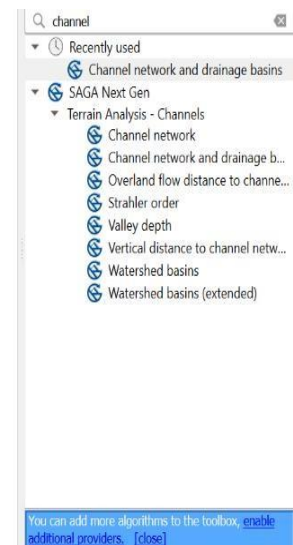 channel
Recently used
Channel network and drainage basins
SAGA Next Gen
Terrain Analysis - Channels
Channel network
Channel network and drainage b...
Overland flow distance to channe...
Strahler order
Valley depth
Vertical distance to channel netw...
Watershed basins
Watershed basins (extended)
You can add more algorithms to the toolbox, enable
additional providers. [close]